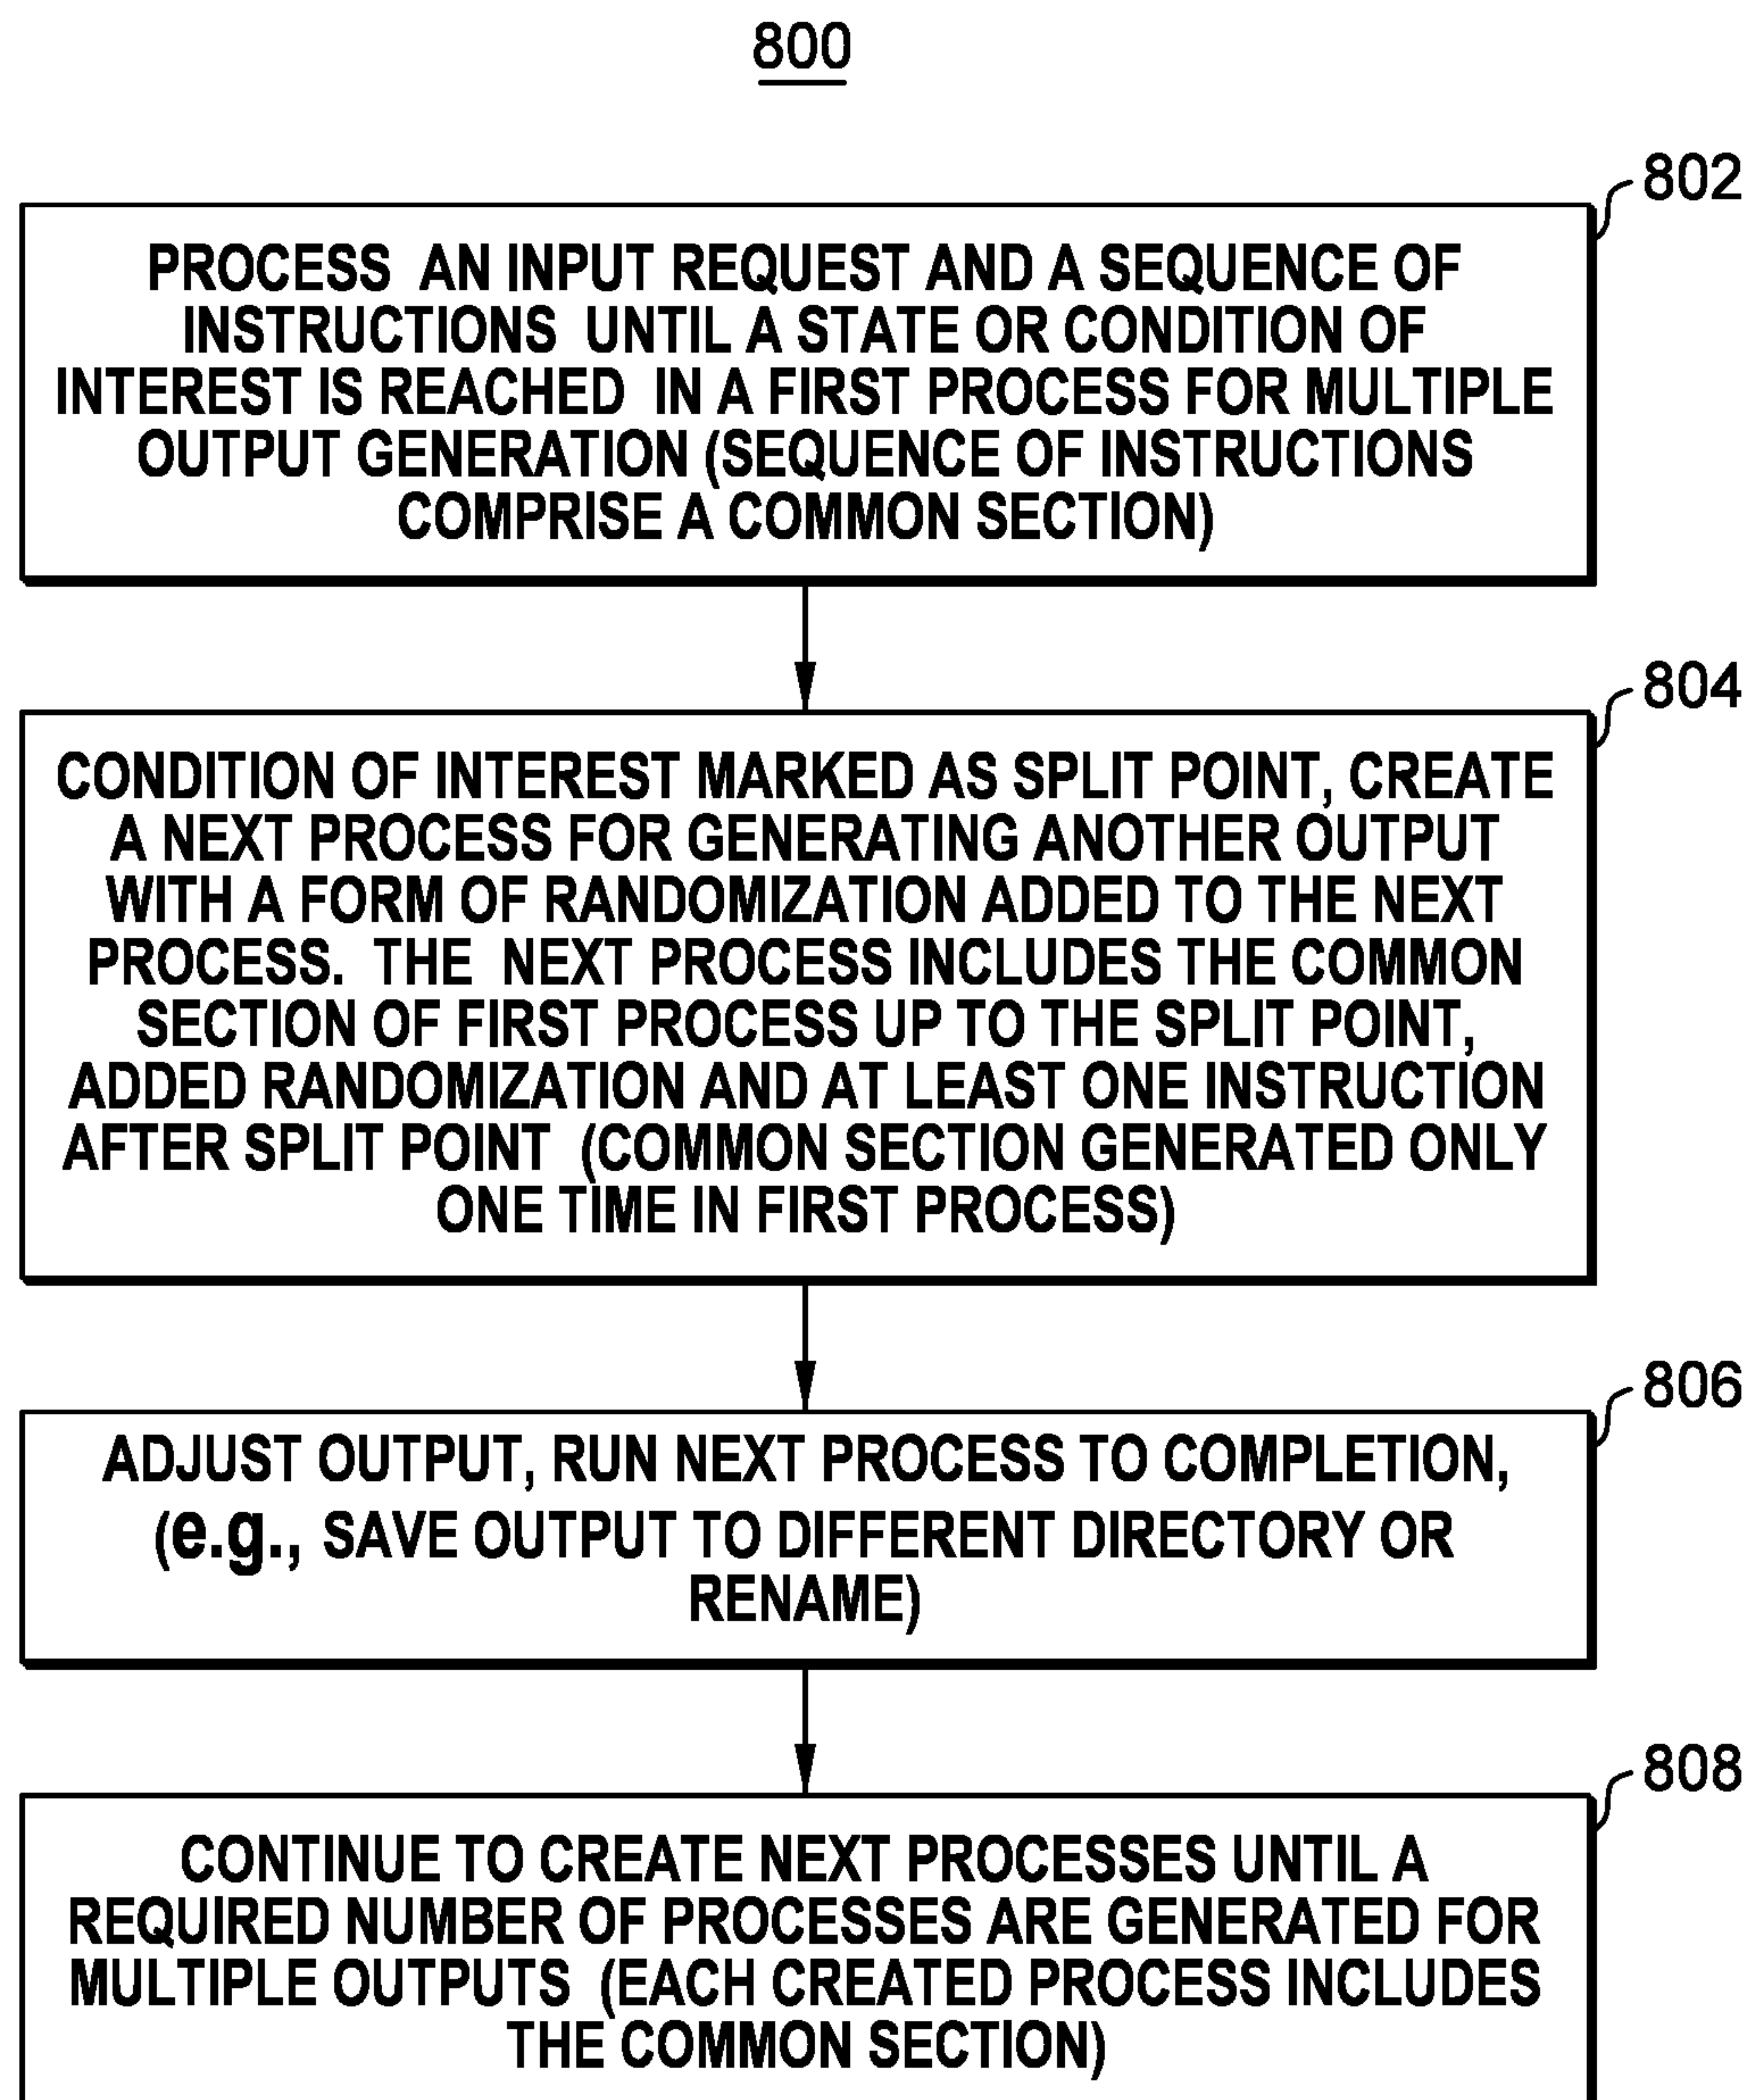 800
802
PROCESS AN INPUT REQUEST AND A SEQUENCE OF
INSTRUCTIONS UNTIL A STATE OR CONDITION OF
INTEREST IS REACHED IN A FIRST PROCESS FOR MULTIPLE
OUTPUT GENERATION (SEQUENCE OF INSTRUCTIONS
COMPRISE A COMMON SECTION)
804
CONDITION OF INTEREST MARKED AS SPLIT POINT, CREATE
A NEXT PROCESS FOR GENERATING ANOTHER OUTPUT
WITH A FORM OF RANDOMIZATION ADDED TO THE NEXT
PROCESS. THE NEXT PROCESS INCLUDES THE COMMON
SECTION OF FIRST PROCESS UP TO THE SPLIT POINT,
ADDED RANDOMIZATION AND AT LEAST ONE INSTRUCTION
AFTER SPLIT POINT (COMMON SECTION GENERATED ONLY
ONE TIME IN FIRST PROCESS)
806
ADJUST OUTPUT, RUN NEXT PROCESS TO COMPLETION,
(e.g., SAVE OUTPUT TO DIFFERENT DIRECTORY OR
RENAME)
808
CONTINUE TO CREATE NEXT PROCESSES UNTIL A
REQUIRED NUMBER OF PROCESSES ARE GENERATED FOR
MULTIPLE OUTPUTS (EACH CREATED PROCESS INCLUDES
THE COMMON SECTION)